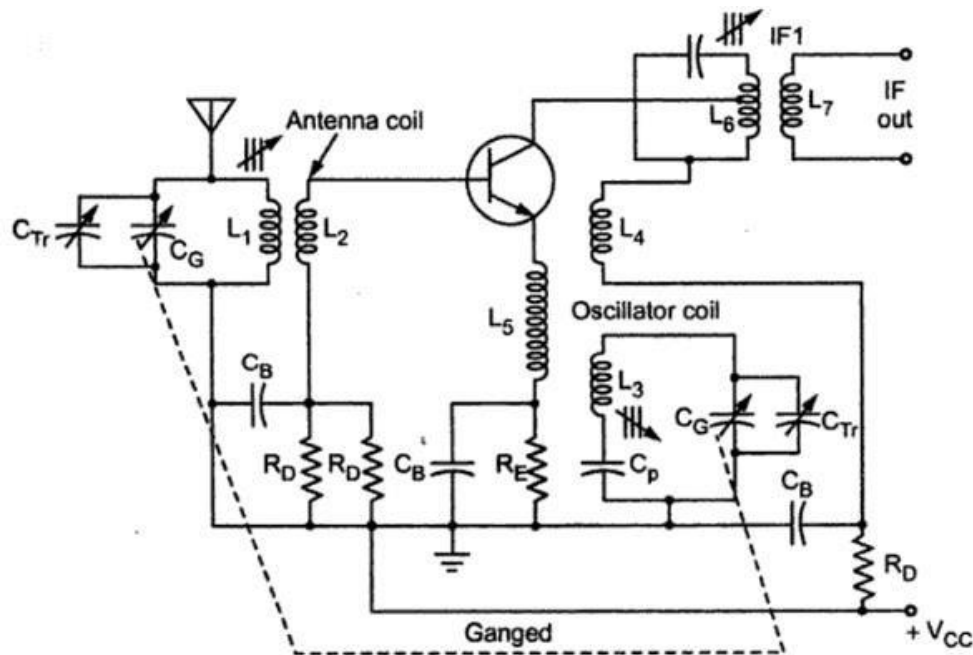 IF1
L6
L7
IF
out
Antenna coil
CTr
CG
L1
L2
L4
L5
Oscillator coil
L3
CG
CTr
CB
RD
RD
CB
RE
Cp
CB
RD
Ganged
+ VCC